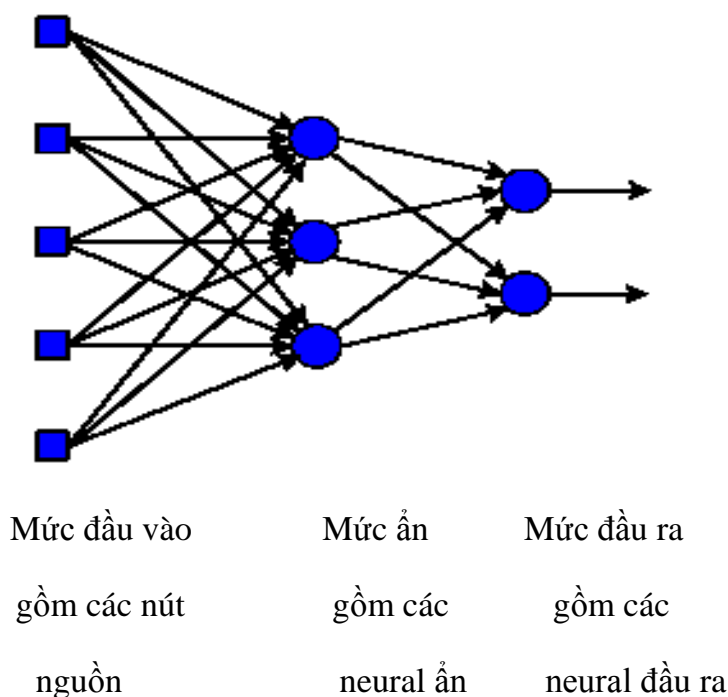 Mức đầu vào Mức ẩn Mức đầu ra
gồm các nút gồm các gồm các
nguồn neural ẩn neural đầu ra